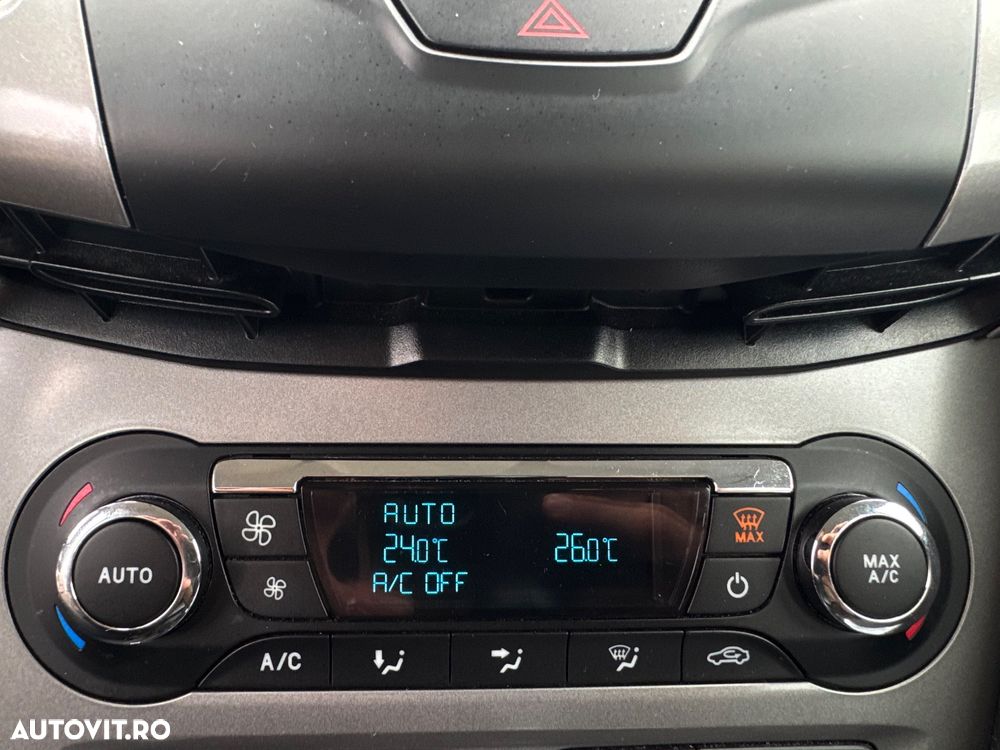 AUTO
24.0°C 26.0°C
A/C OFF
MAX
AUTO
MAX
A/C
A/C
AUTOVIT.RO